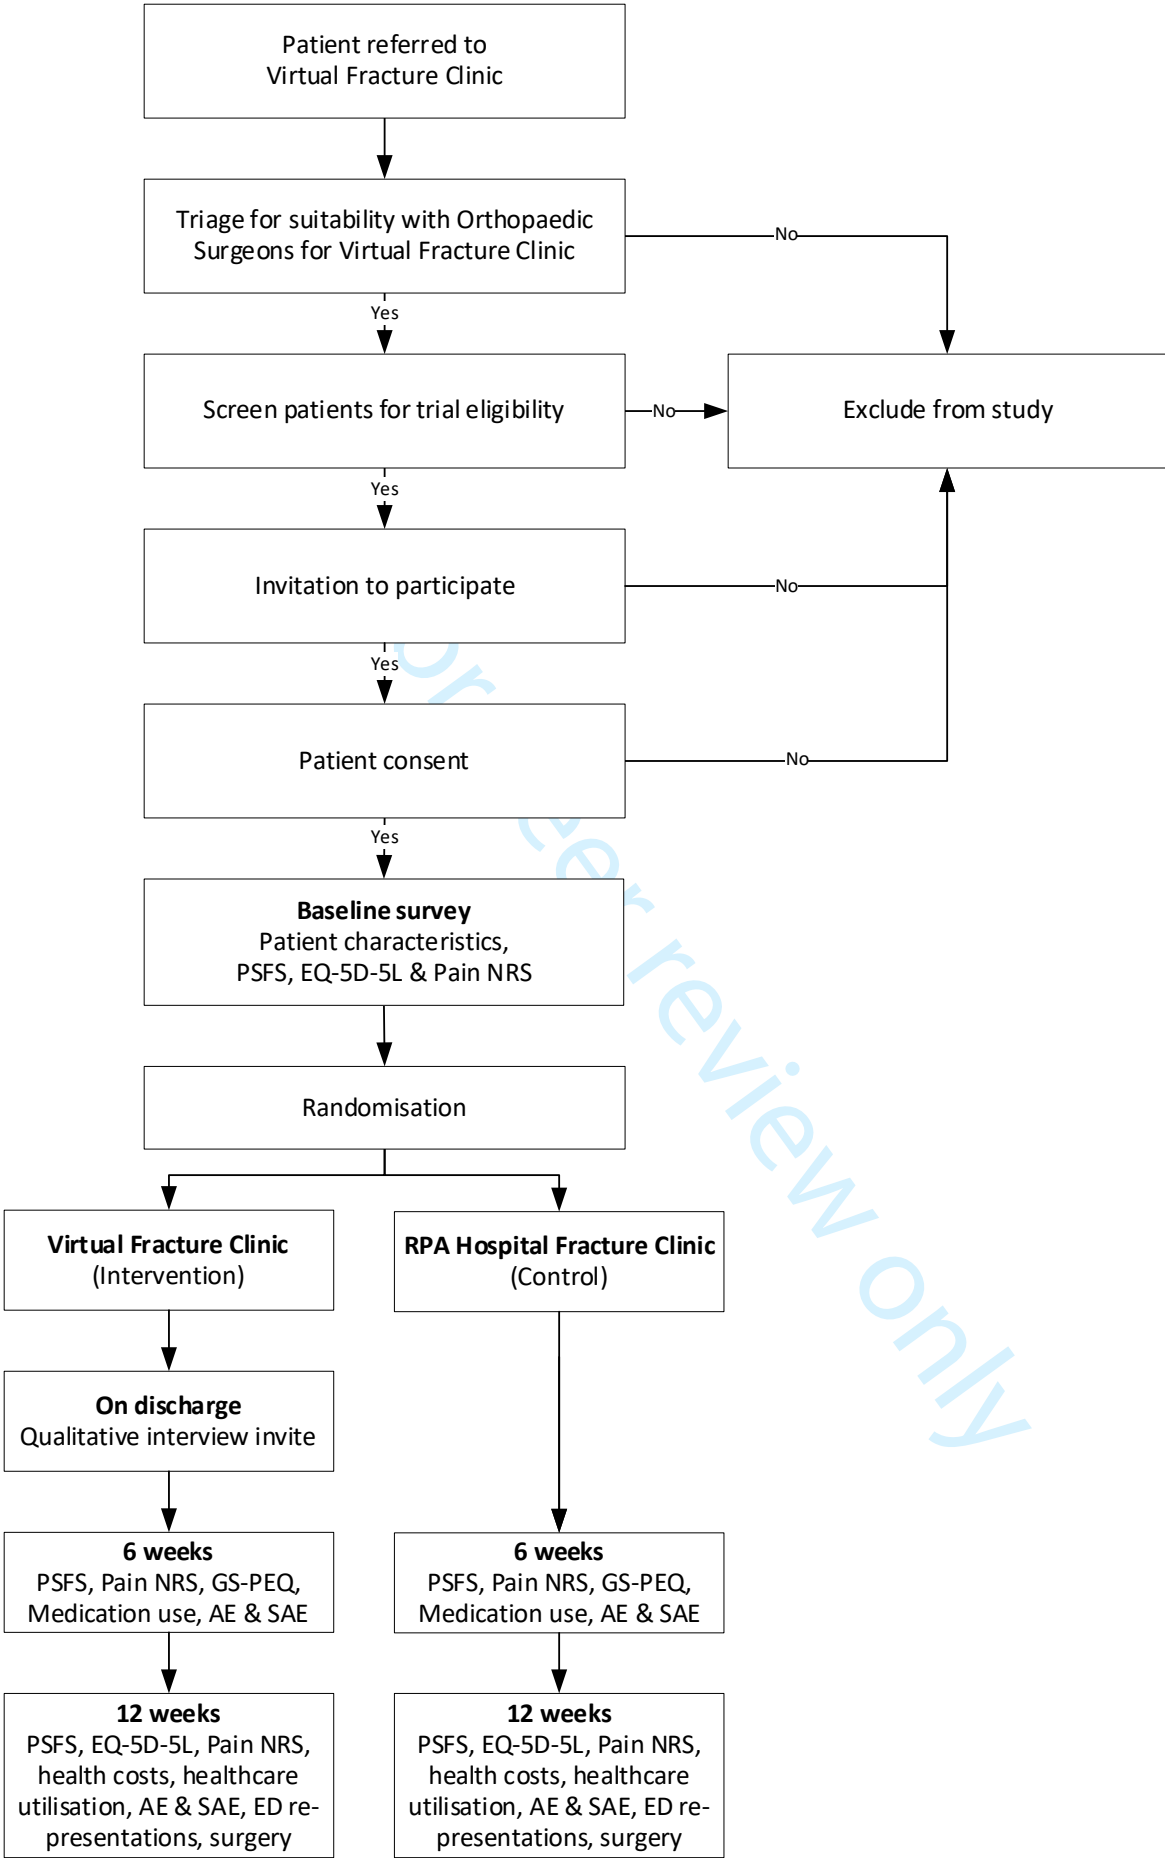 Patient referred to
Virtual Fracture Clinic
Triage for suitability with Orthopaedic
Surgeons for Virtual Fracture Clinic
No
Yes
Screen patients for trial eligibility
No
Exclude from study
Yes
Invitation to participate
No
Yes
Patient consent
No
Yes
Baseline survey
Patient characteristics,
PSFS, EQ-5D-5L & Pain NRS
Randomisation
Virtual Fracture Clinic
(Intervention)
RPA Hospital Fracture Clinic
(Control)
On discharge
Qualitative interview invite
6 weeks
PSFS, Pain NRS, GS-PEQ,
Medication use, AE & SAE
6 weeks
PSFS, Pain NRS, GS-PEQ,
Medication use, AE & SAE
12 weeks
PSFS, EQ-5D-5L, Pain NRS,
health costs, healthcare
utilisation, AE & SAE, ED re-
presentations, surgery
12 weeks
PSFS, EQ-5D-5L, Pain NRS,
health costs, healthcare
utilisation, AE & SAE, ED re-
presentations, surgery
review only